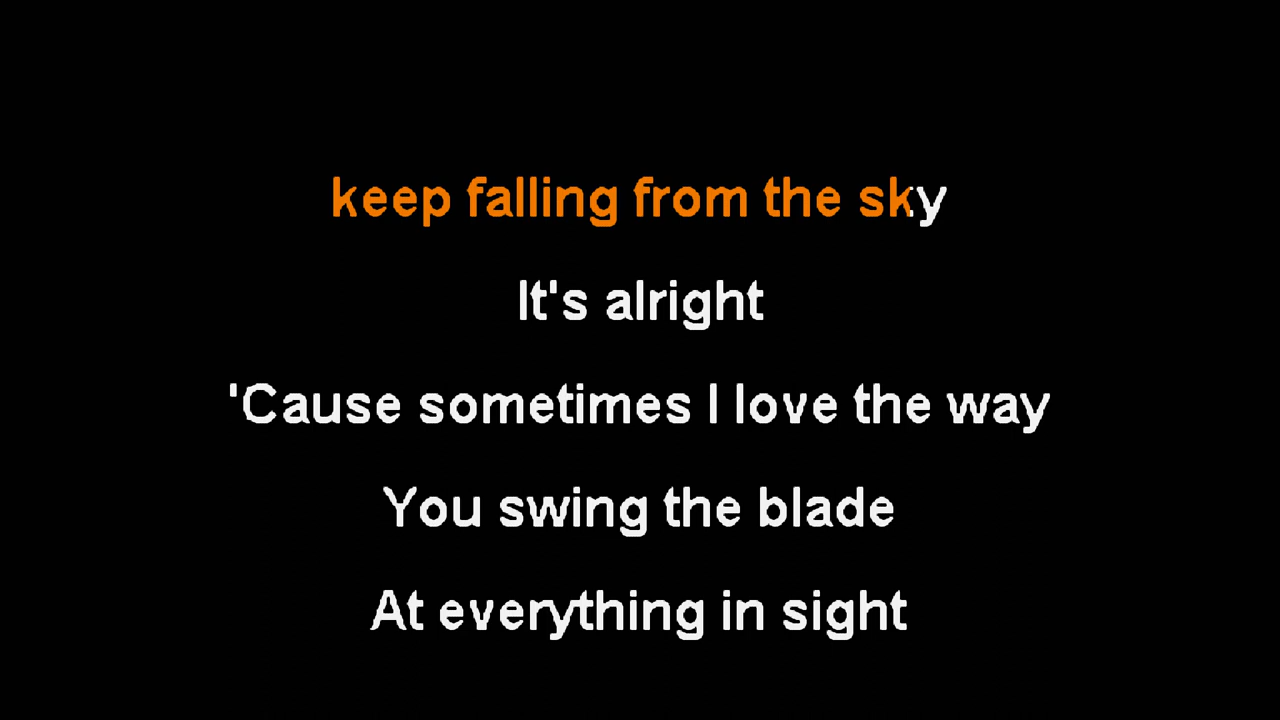 keep falling from the sky
It's alright
'Cause sometimes I love the way
You swing the blade
At everything in sight